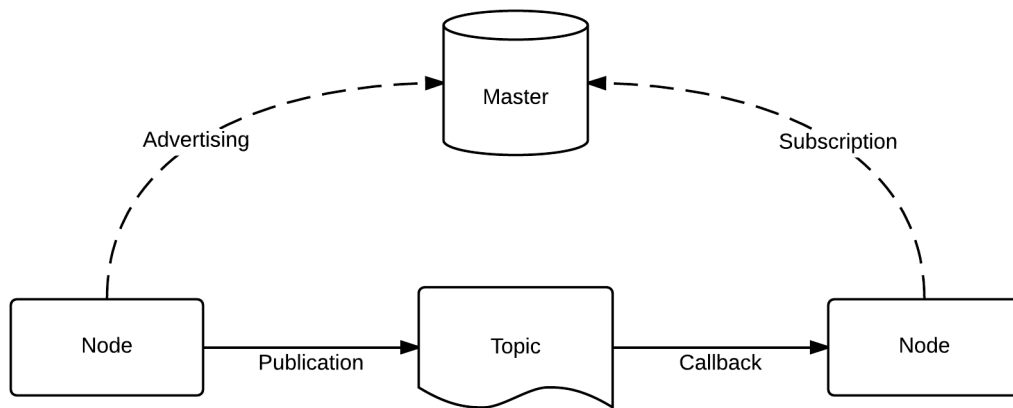 Master
Advertising
Subscription
Node
Topic
Node
Publication
Callback